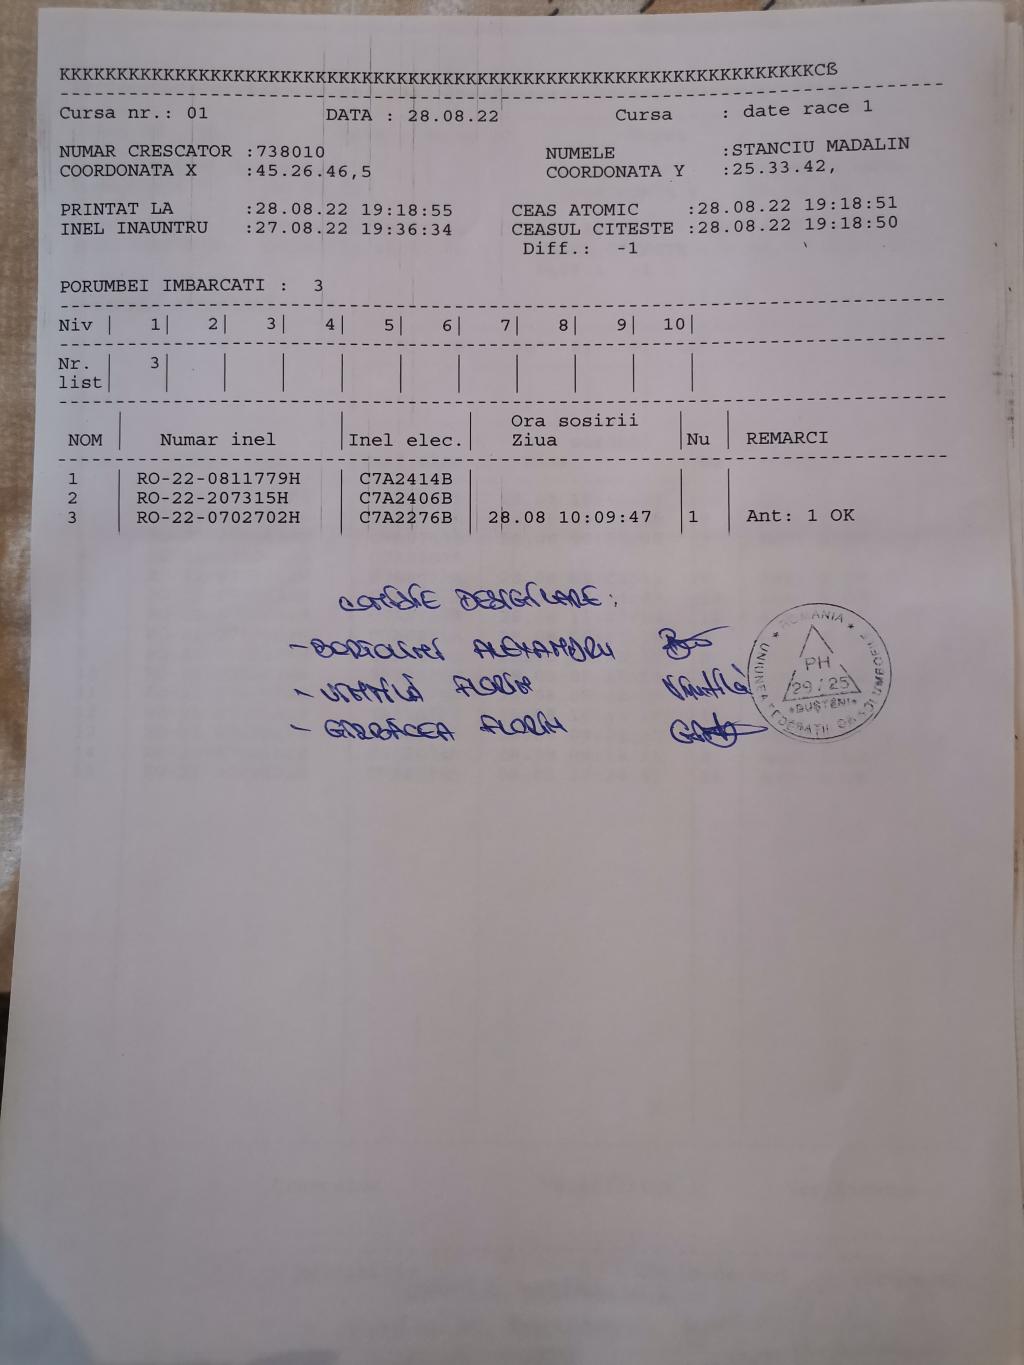 KKKKKKKKKKKKKKKKKKKKKKKKKKKKKKKKKKKKKKKKKKKKKKKKKKKKKKKKKKKKKKKKKCß
Cursa nr.: 01 DATA : 28.08.22 Cursa : date race 1
NUMAR CRESCATOR :738010 NUMELE :STANCIU MADALIN
COORDONATA X :45.26.46,5 COORDONATA Y :25.33.42,
PRINTAT LA :28.08.22 19:18:55 CEAS ATOMIC :28.08.22 19:18:51
INEL INAUNTRU :27.08.22 19:36:34 CEASUL CITESTE :28.08.22 19:18:50
Diff.: -1
PORUMBEI IMBARCATI : 3
Niv | 1| 2| 3| 4| 5| 6| 7| 8| 9| 10|
Nr. 3
list
Ora sosirii
NOM Numar inel Inel elec. Ziua Nu REMARCI
1 RO-22-0811779H C7A2414B
2 RO-22-207315H C7A2406B
3 RO-22-0702702H C7A2276B 28.08 10:09:47 1 Ant: 1 OK
COMISIE DESIGILARE:
- ALEXANDRU
- VINTILĂ FLORIN Vintilă
- GÎRBĂCEA FLORIN
ROMANIA
PH
29/25
*BUȘTENI*